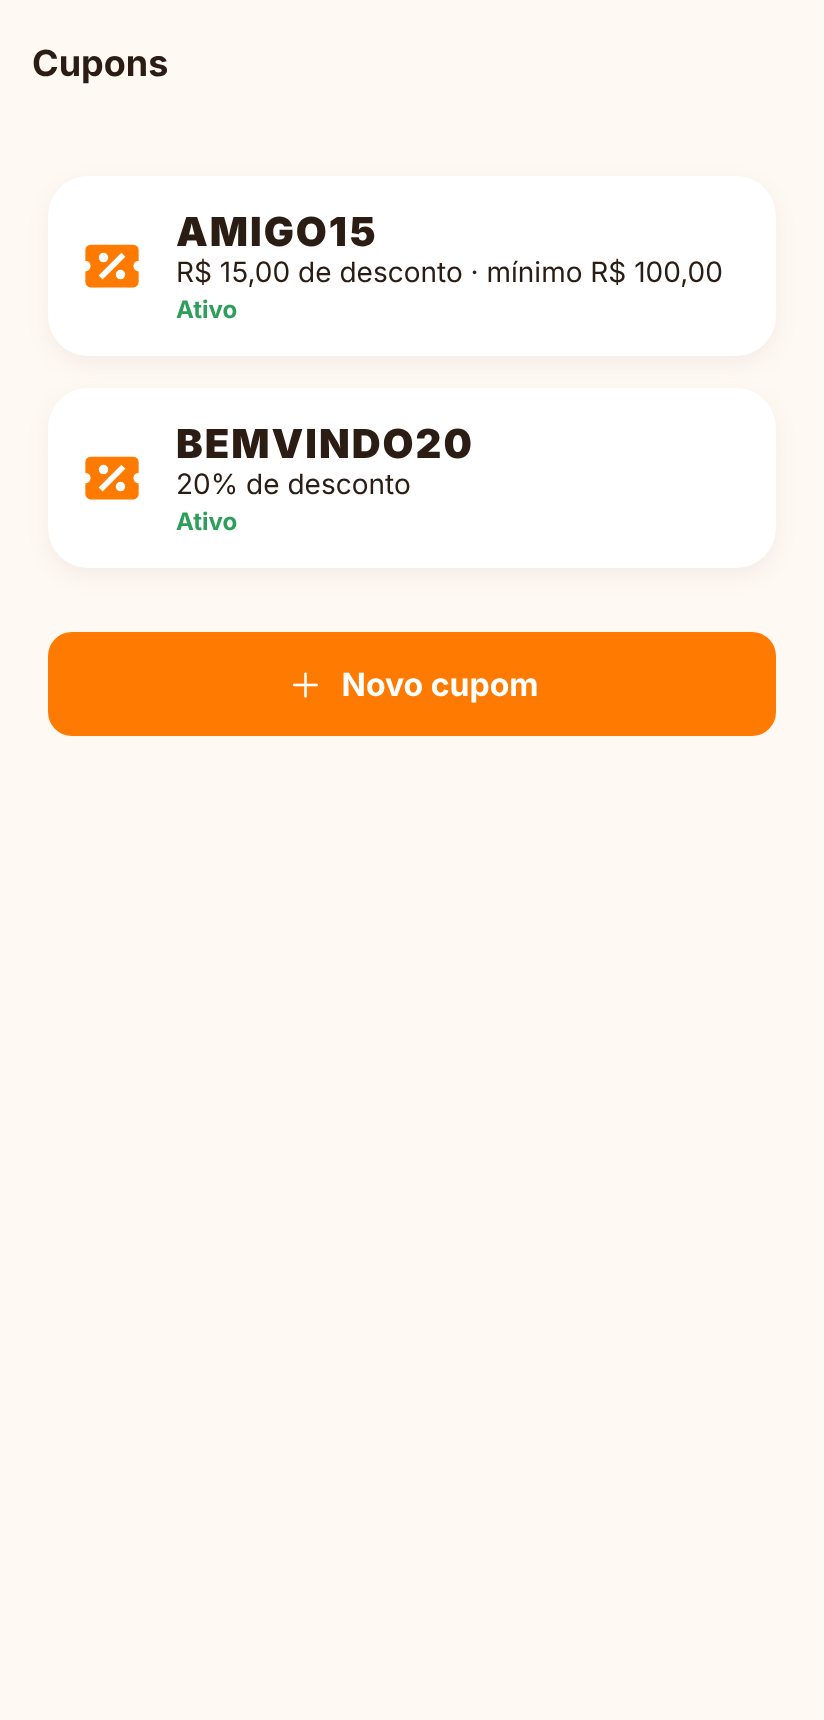 Cupons
AMIGO15
R$ 15,00 de desconto · mínimo R$ 100,00
Ativo
BEMVINDO20
20% de desconto
Ativo
Novo cupom